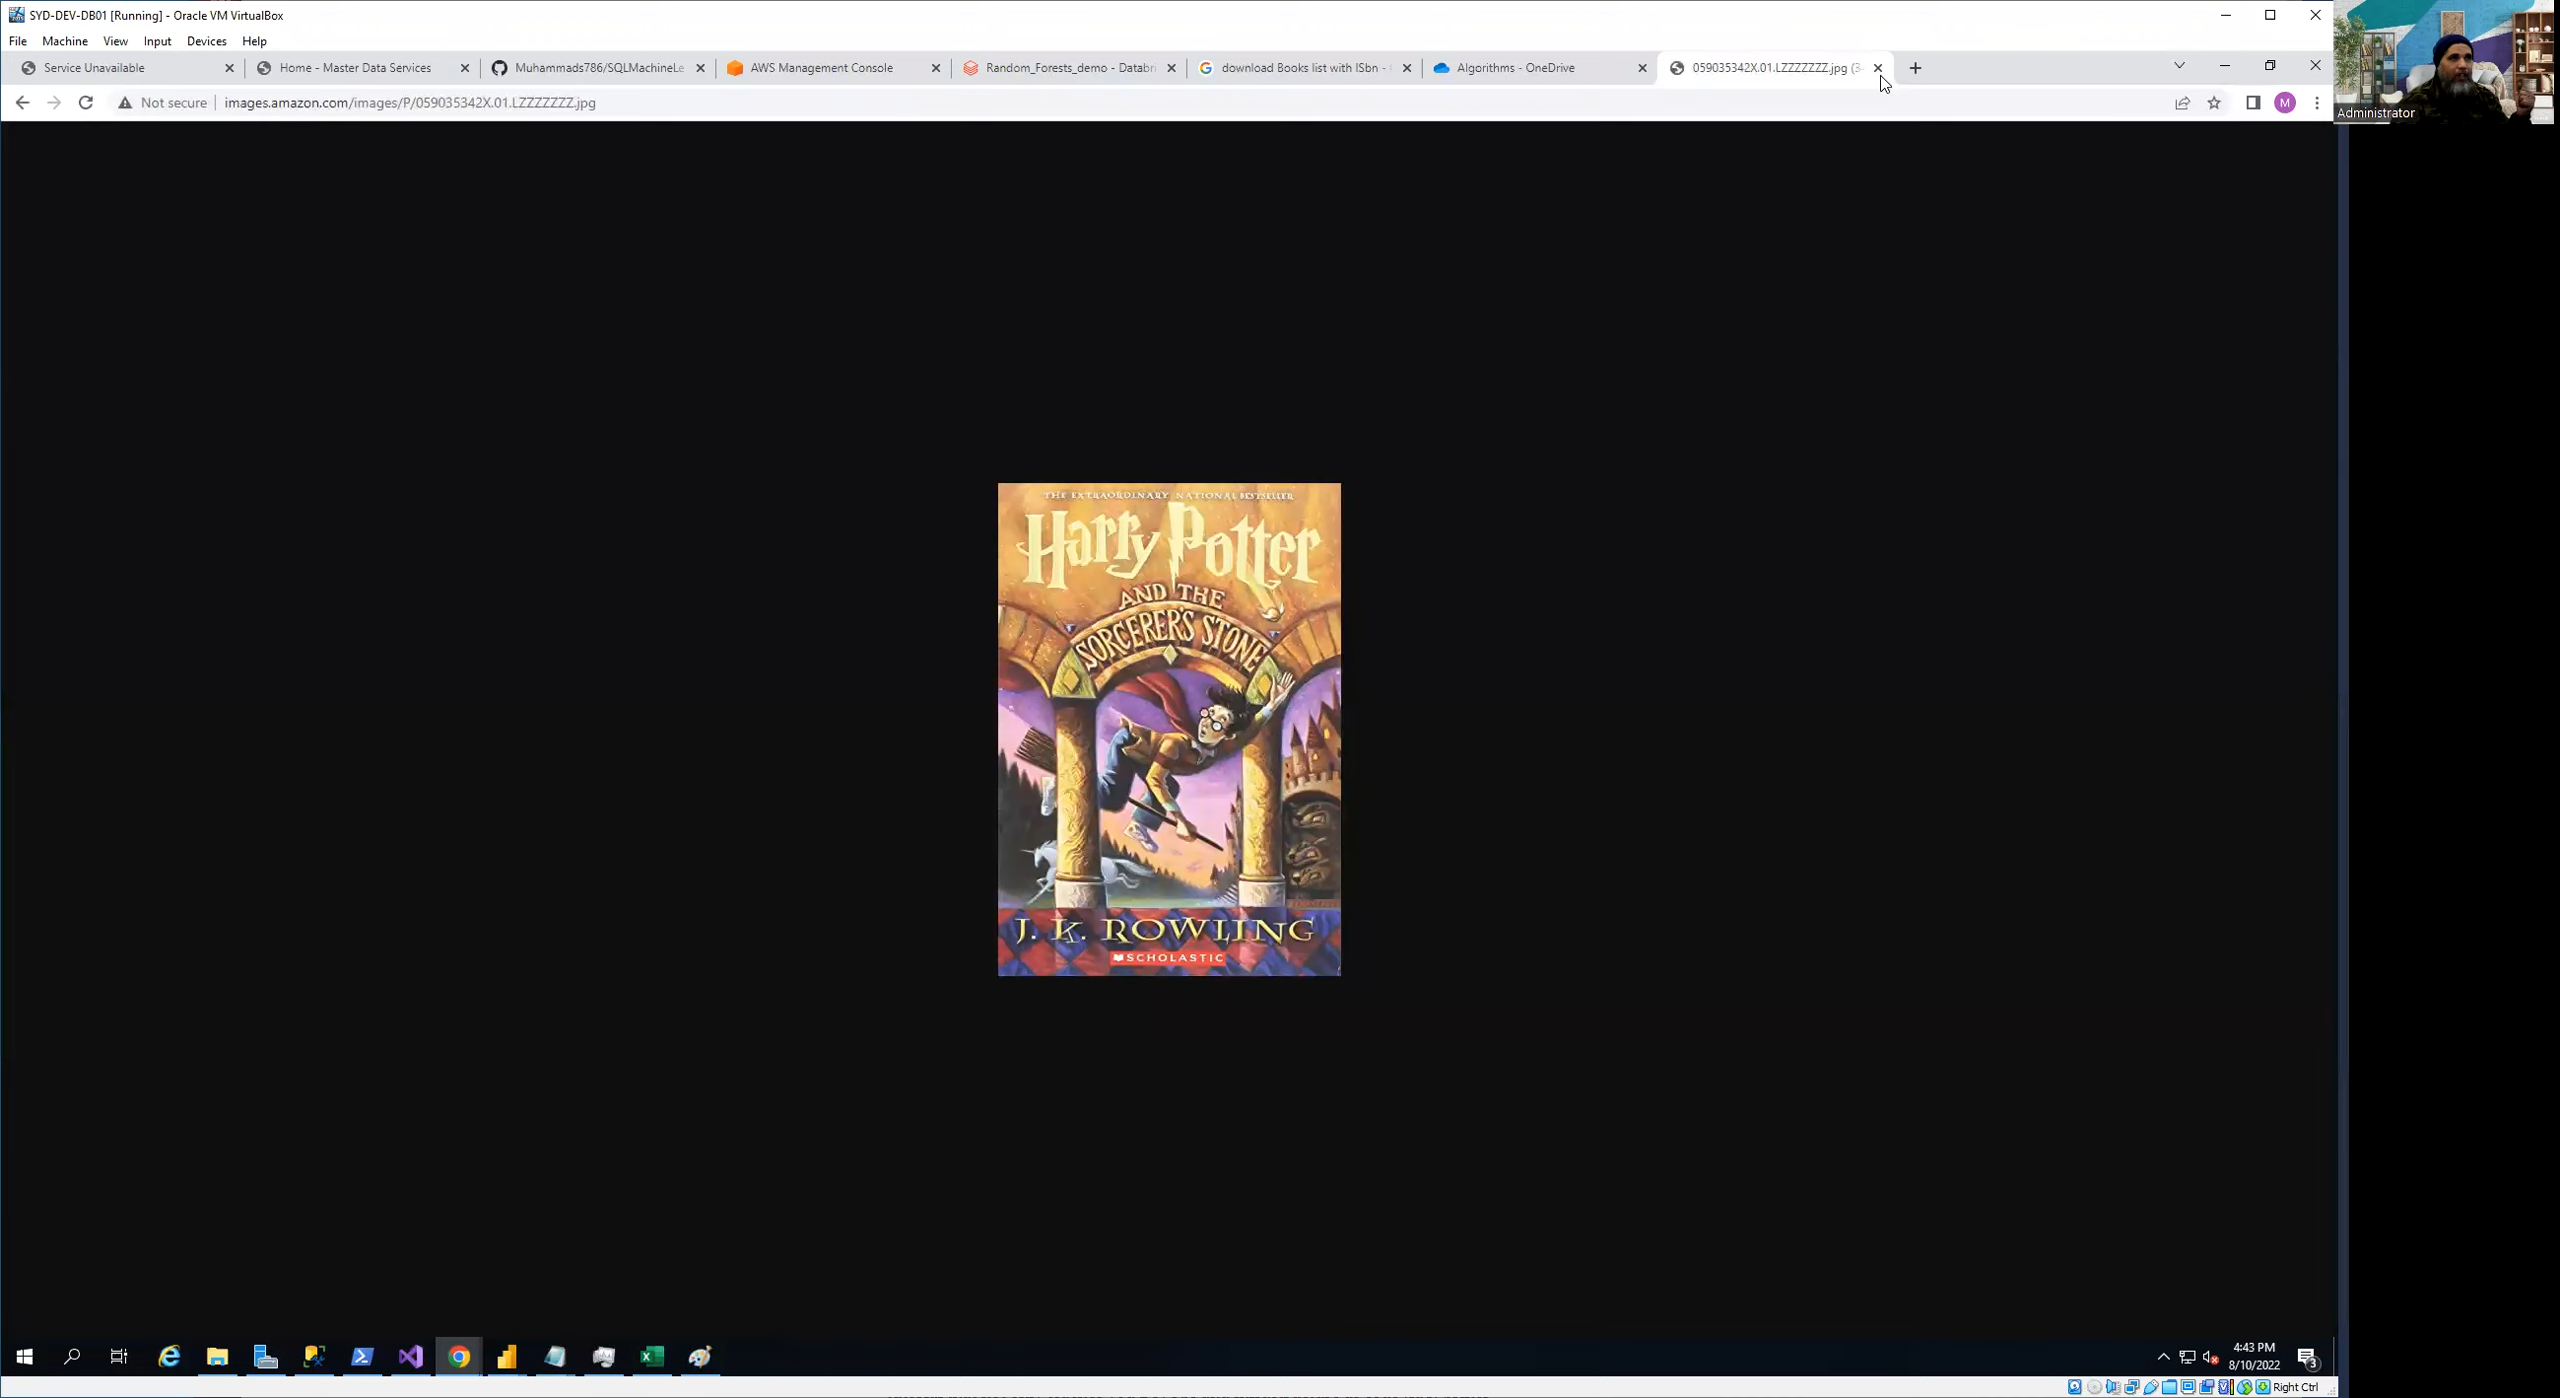 SYD-DEV-DB01 [Running] - Oracle VM VirtualBox
File Machine View Input Devices Help
Service Unavailable
Home - Master Data Services
Muhammads786/SQLMachineLe
AWS Management Console
Random_Forests_demo - Databri
download Books list with ISbn -
Algorithms - OneDrive
059035342X.01.LZZZZZZZ.jpg (3
Not secure images.amazon.com/images/P/059035342X.01.LZZZZZZZ.jpg
M
Administrator
THE EXTRAORDINARY NATIONAL BESTSELLER
Harry Potter
AND THE
SORCERER'S STONE
J. K. ROWLING
SCHOLASTIC
4:43 PM
8/10/2022
3
Right Ctrl